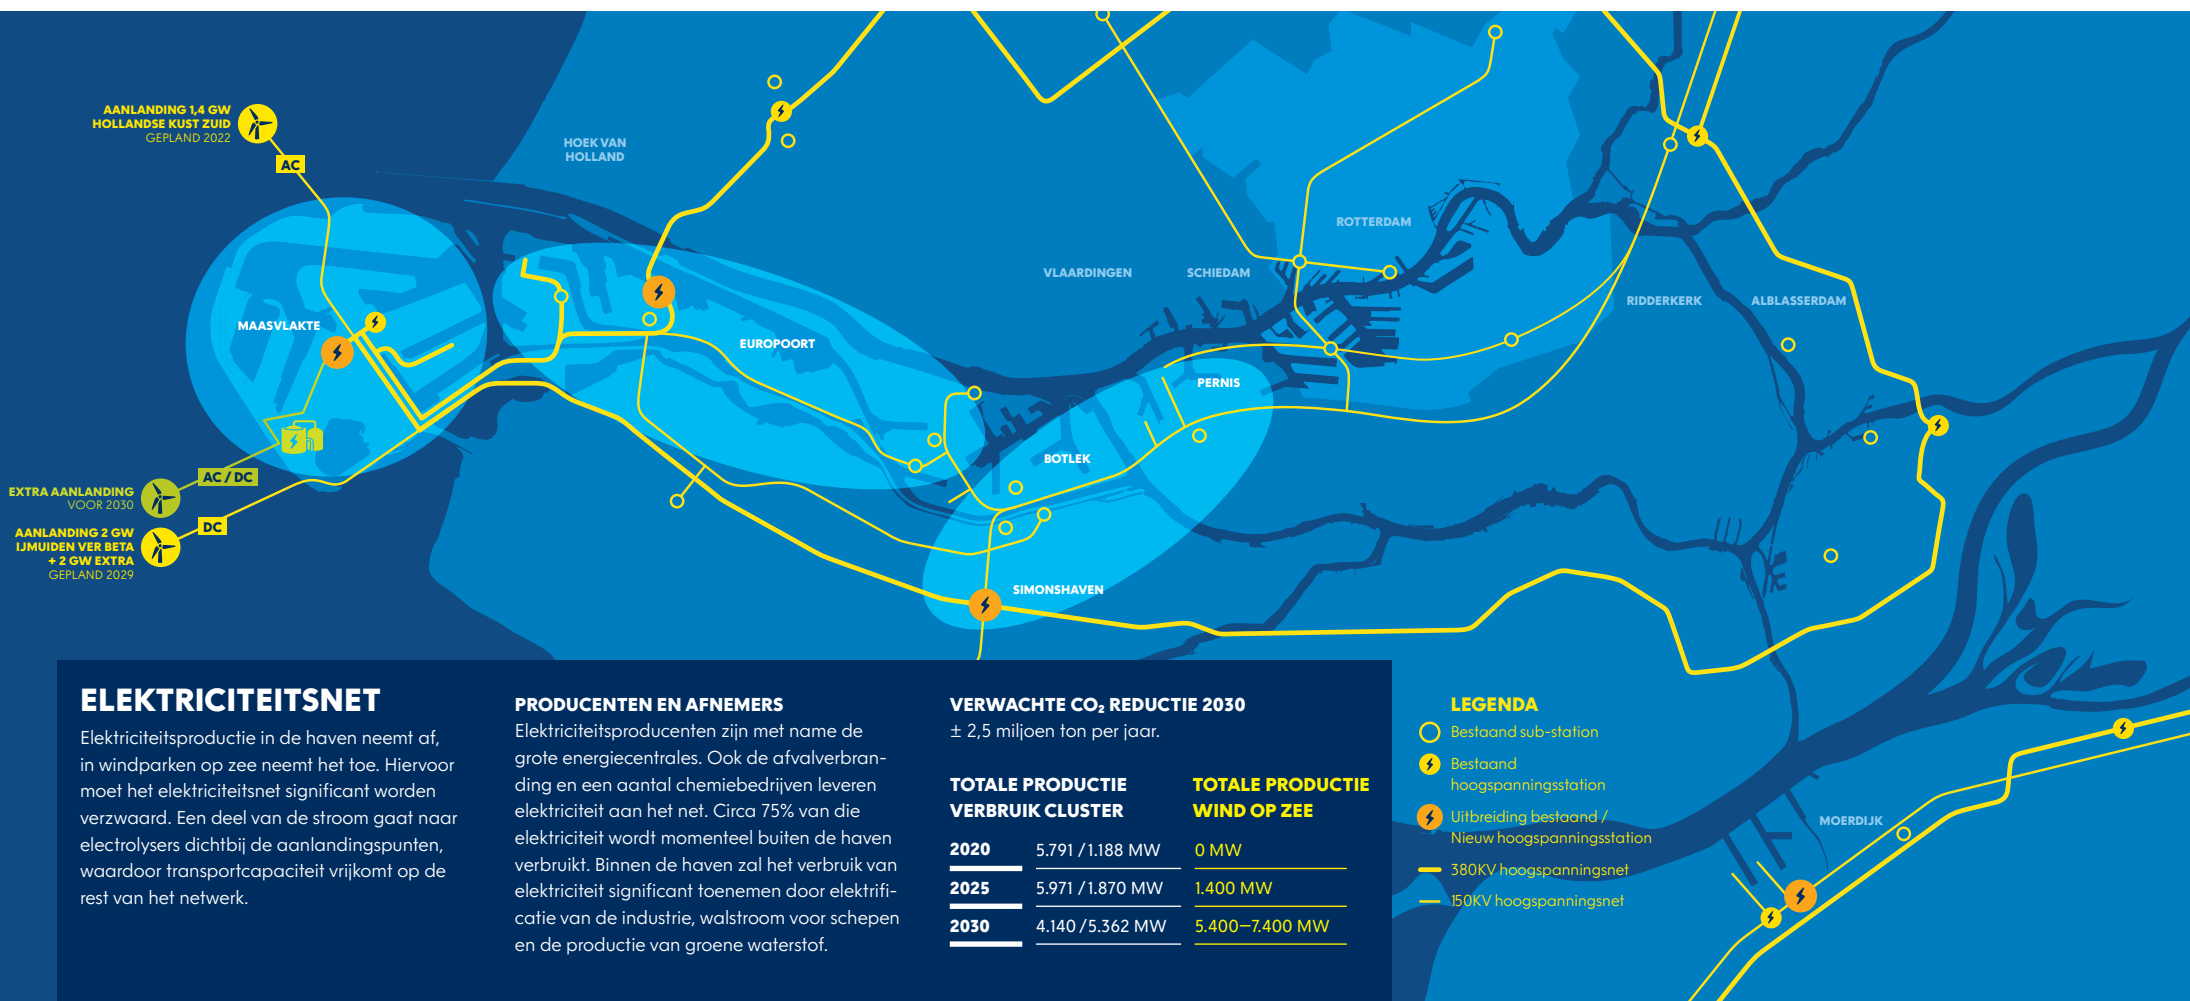 AANLANDING 1,4 GW
HOLLANDSE KUST ZUID
GEPLAND 2022
AC
HOEK VAN
HOLLAND
ROTTERDAM
VLAARDINGEN
SCHIEDAM
RIDDERKERK
ALBLASSERDAM
MAASVLAKTE
EUROPOORT
PERNIS
BOTLEK
SIMONSHAVEN
AC / DC
EXTRA AANLANDING
VOOR 2030
DC
AANLANDING 2 GW
IJMUIDEN VER BETA
+ 2 GW EXTRA
GEPLAND 2029
MOERDIJK
ELEKTRICITEITSNET
Elektriciteitsproductie in de haven neemt af,
in windparken op zee neemt het toe. Hiervoor
moet het elektriciteitsnet significant worden
verzwaard. Een deel van de stroom gaat naar
electrolysers dichtbij de aanlandingspunten,
waardoor transportcapaciteit vrijkomt op de
rest van het netwerk.
PRODUCENTEN EN AFNEMERS
Elektriciteitsproducenten zijn met name de
grote energiecentrales. Ook de afvalverbran-
ding en een aantal chemiebedrijven leveren
elektriciteit aan het net. Circa 75% van die
elektriciteit wordt momenteel buiten de haven
verbruikt. Binnen de haven zal het verbruik van
elektriciteit significant toenemen door elektrifi-
catie van de industrie, walstroom voor schepen
en de productie van groene waterstof.
VERWACHTE CO₂ REDUCTIE 2030
± 2,5 miljoen ton per jaar.
TOTALE PRODUCTIE
VERBRUIK CLUSTER
TOTALE PRODUCTIE
WIND OP ZEE
2020 5.791 / 1.188 MW 0 MW
2025 5.971 / 1.870 MW 1.400 MW
2030 4.140 / 5.362 MW 5.400–7.400 MW
LEGENDA
Bestaand sub-station
Bestaand
hoogspanningsstation
Uitbreiding bestaand /
Nieuw hoogspanningsstation
380KV hoogspanningsnet
150KV hoogspanningsnet